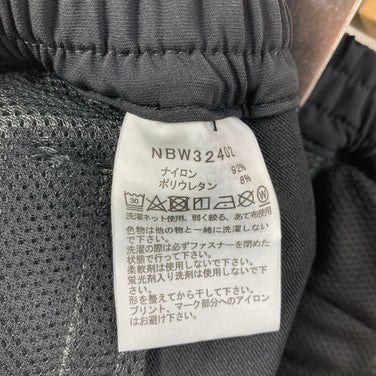 NBW32402
ナイロン 92%
ポリウレタン 8%
30 W
洗濯ネット使用、弱く絞る、あて布使用
色物は他の物と一緒に洗濯しないで
下さい。
洗濯の際は必ずファスナーを閉めた
状態で行って下さい。
柔軟剤は使用しないで下さい。
蛍光剤入り洗剤は使用しないで下さ
い。
形を整えてから干して下さい。
プリント、マーク部分へのアイロン
はお避け下さい。